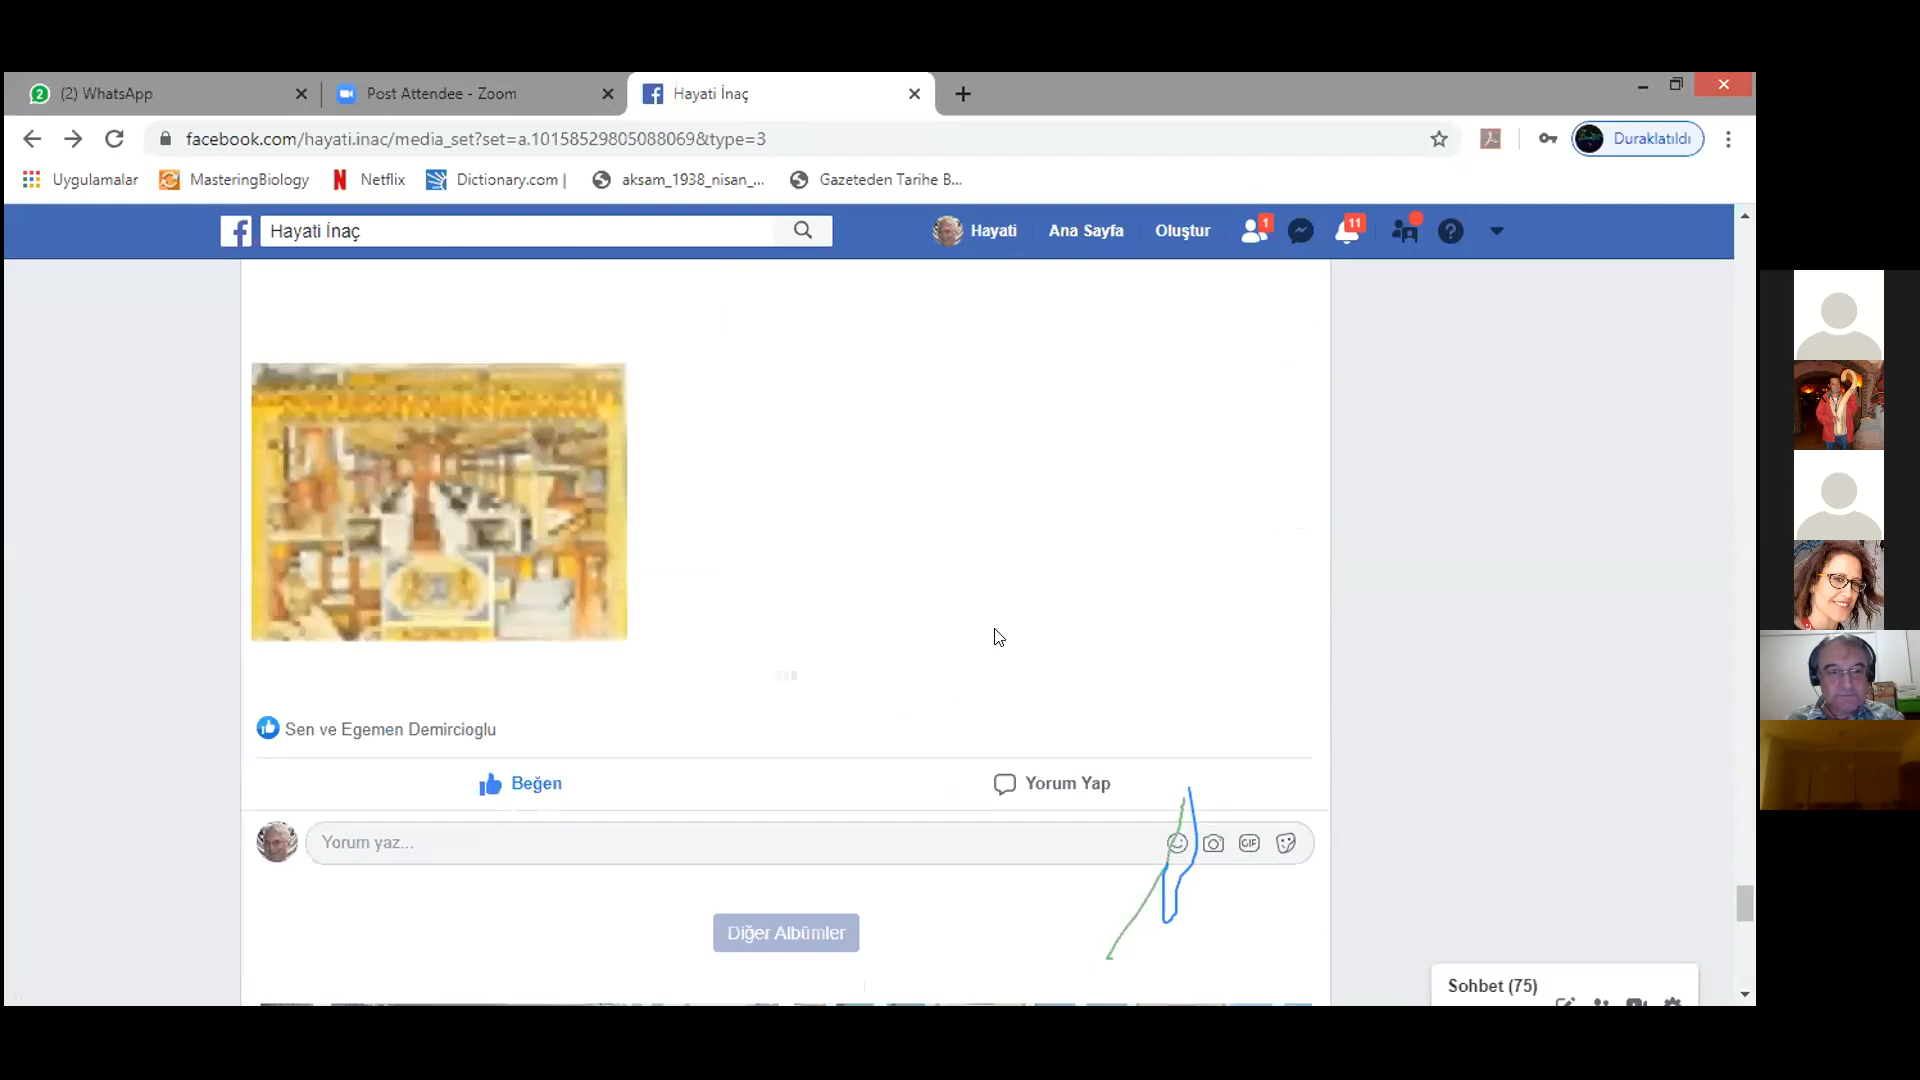 2 (2) WhatsApp
Post Attendee - Zoom
Hayati İnaç
facebook.com/hayati.inac/media_set?set=a.10158529805088069&type=3
Duraklatıldı
Uygulamalar
MasteringBiology
Netflix
Dictionary.com |
aksam_1938_nisan_...
Gazeteden Tarihe B...
Hayati İnaç
Hayati
Ana Sayfa
Oluştur
1
11
Sen ve Egemen Demircioglu
Beğen
Yorum Yap
Yorum yaz...
GIF
Diğer Albümler
Sohbet (75)